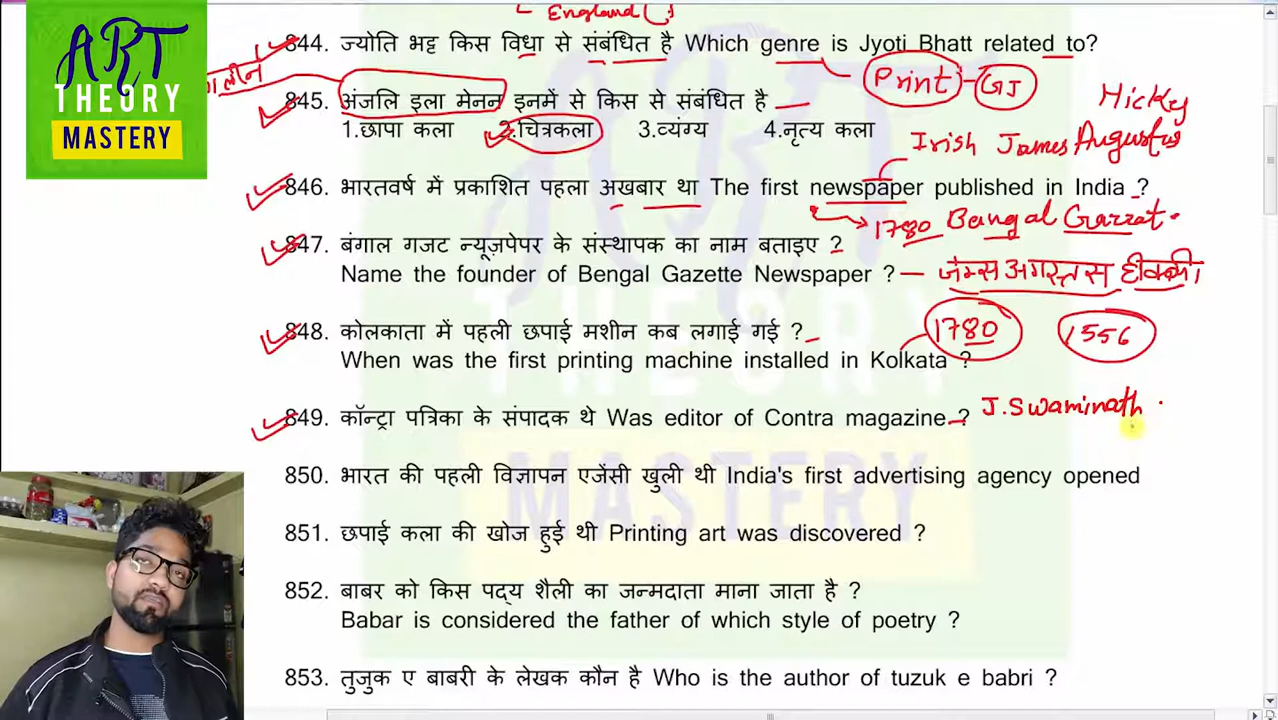 England (.)
844. ज्योति भट्ट किस विधा से संबंधित है Which genre is Jyoti Bhatt related to?
Print - GJ
ART
THEORY
MASTERY
845. अंजलि इला मेनन इनमें से किस से संबंधित है
Hickey
1.छापा कला 2.चित्रकला 3.व्यंग्य 4.नृत्य कला
Irish James Augustus
846. भारतवर्ष में प्रकाशित पहला अखबार था The first newspaper published in India ?
1780 Bengal Gazzat.
847. बंगाल गजट न्यूज़पेपर के संस्थापक का नाम बताइए ?
Name the founder of Bengal Gazette Newspaper ? – जेम्स अगस्तस हीक्की।
848. कोलकाता में पहली छपाई मशीन कब लगाई गई ?
1780 1556
When was the first printing machine installed in Kolkata ?
849. कॉन्ट्रा पत्रिका के संपादक थे Was editor of Contra magazine ? J.Swaminath
850. भारत की पहली विज्ञापन एजेंसी खुली थी India's first advertising agency opened
851. छपाई कला की खोज हुई थी Printing art was discovered ?
852. बाबर को किस पद्य शैली का जन्मदाता माना जाता है ?
Babar is considered the father of which style of poetry ?
853. तुजुक ए बाबरी के लेखक कौन है Who is the author of tuzuk e babri ?